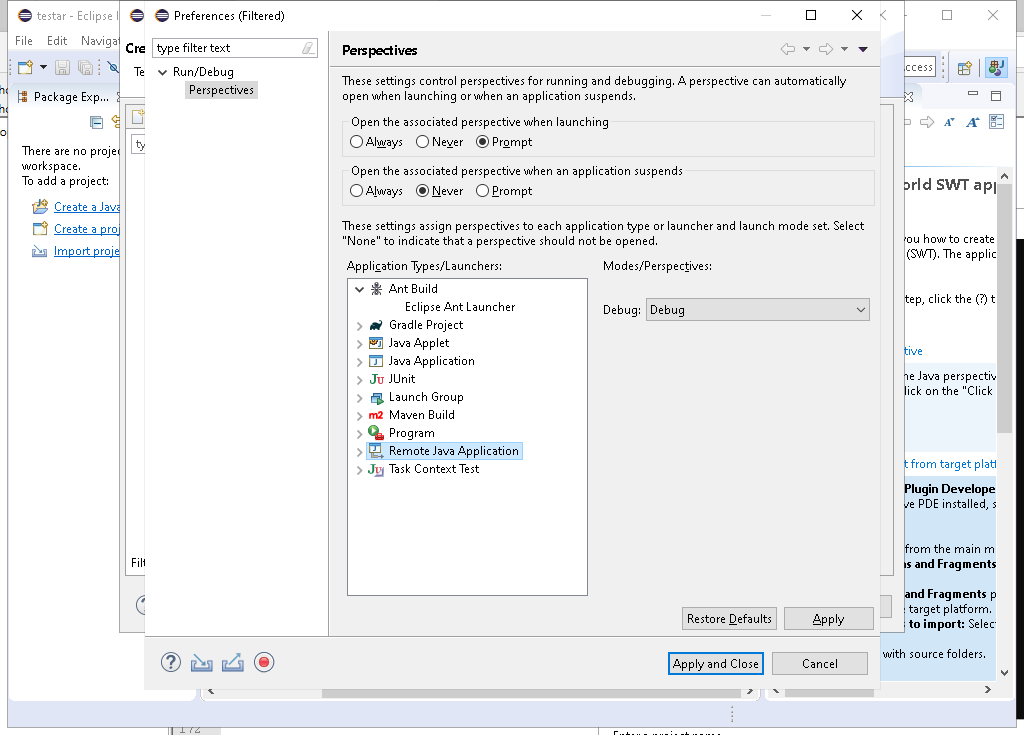 testar - Eclipse I
Preferences (Filtered)
File Edit Navigat
Cre
type filter text
Perspectives
Te
Run/Debug
Perspectives
These settings control perspectives for running and debugging. A perspective can automatically
open when launching or when an application suspends.
Package Exp...
Open the associated perspective when launching
Always Never Prompt
Open the associated perspective when an application suspends
Always Never Prompt
There are no projec
workspace.
To add a project:
Create a Java
Create a proj
Import proje
These settings assign perspectives to each application type or launcher and launch mode set. Select
"None" to indicate that a perspective should not be opened.
Application Types/Launchers:
Modes/Perspectives:
Ant Build
Eclipse Ant Launcher
Gradle Project
Java Applet
Java Application
JUnit
Launch Group
Maven Build
Program
Remote Java Application
Task Context Test
Debug: Debug
Restore Defaults Apply
Apply and Close Cancel
Filt
ccess
orld SWT app
you how to create
(SWT). The applic
tep, click the (?) t
tive
he Java perspectiv
lick on the "Click
t from target platf
Plugin Develope
ve PDE installed, s
from the main m
s and Fragments
and Fragments p
target platform.
to import: Select
with source folders.
172
Enter a project name